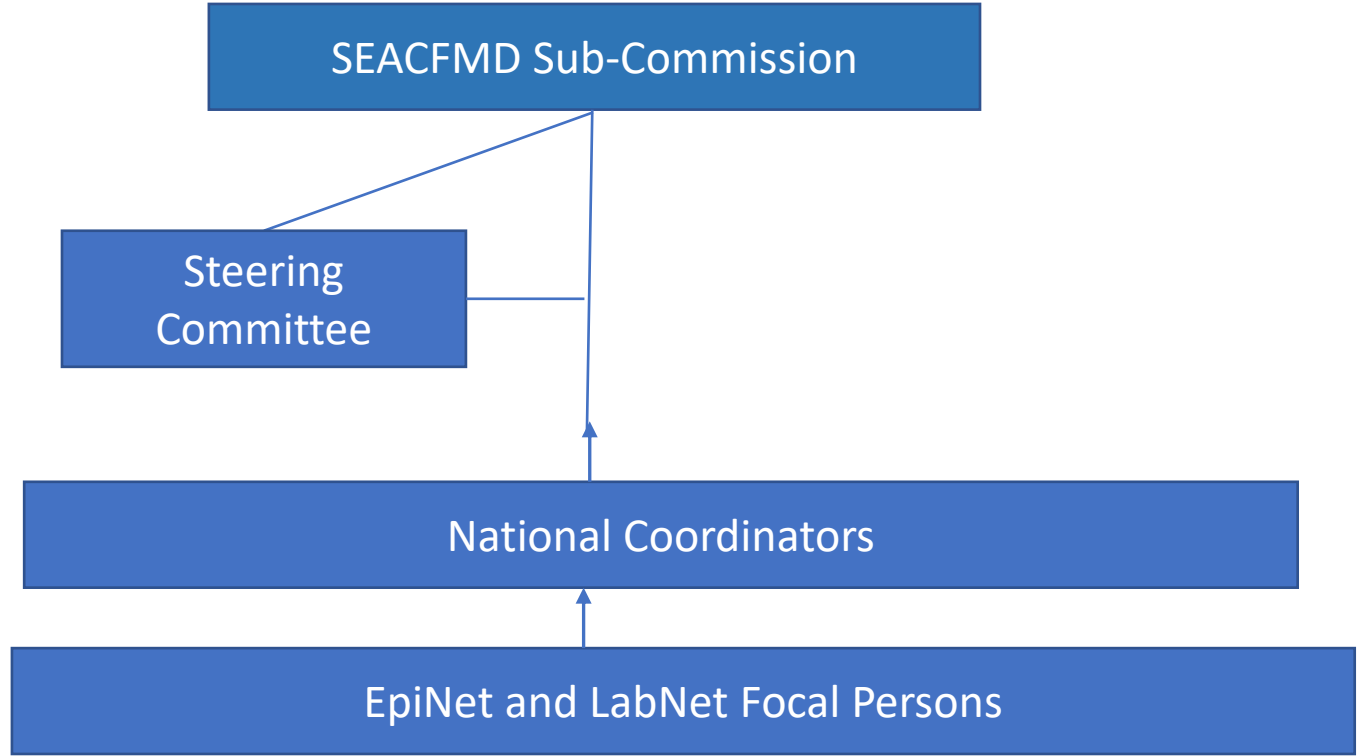 SEACFMD Sub-Commission
Steering
Committee
National Coordinators
EpiNet and LabNet Focal Persons